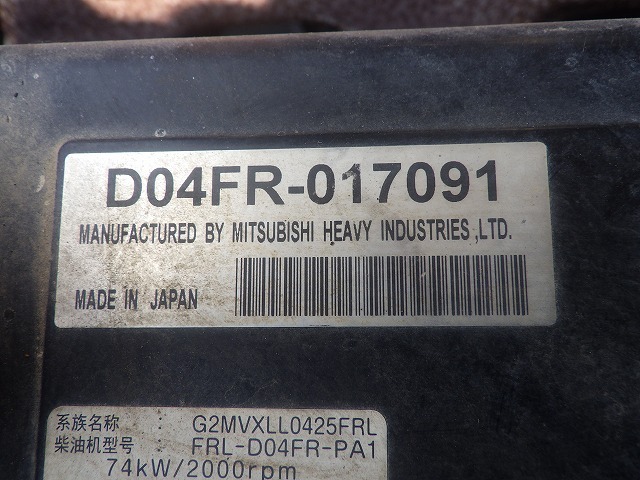 D04FR-017091
MANUFACTURED BY MITSUBISHI HEAVY INDUSTRIES ,LTD.
MADE IN JAPAN
系族名称 : G2MVXLL0425FRL
柴油机型号 : FRL-D04FR-PA1
74kW/2000rpm